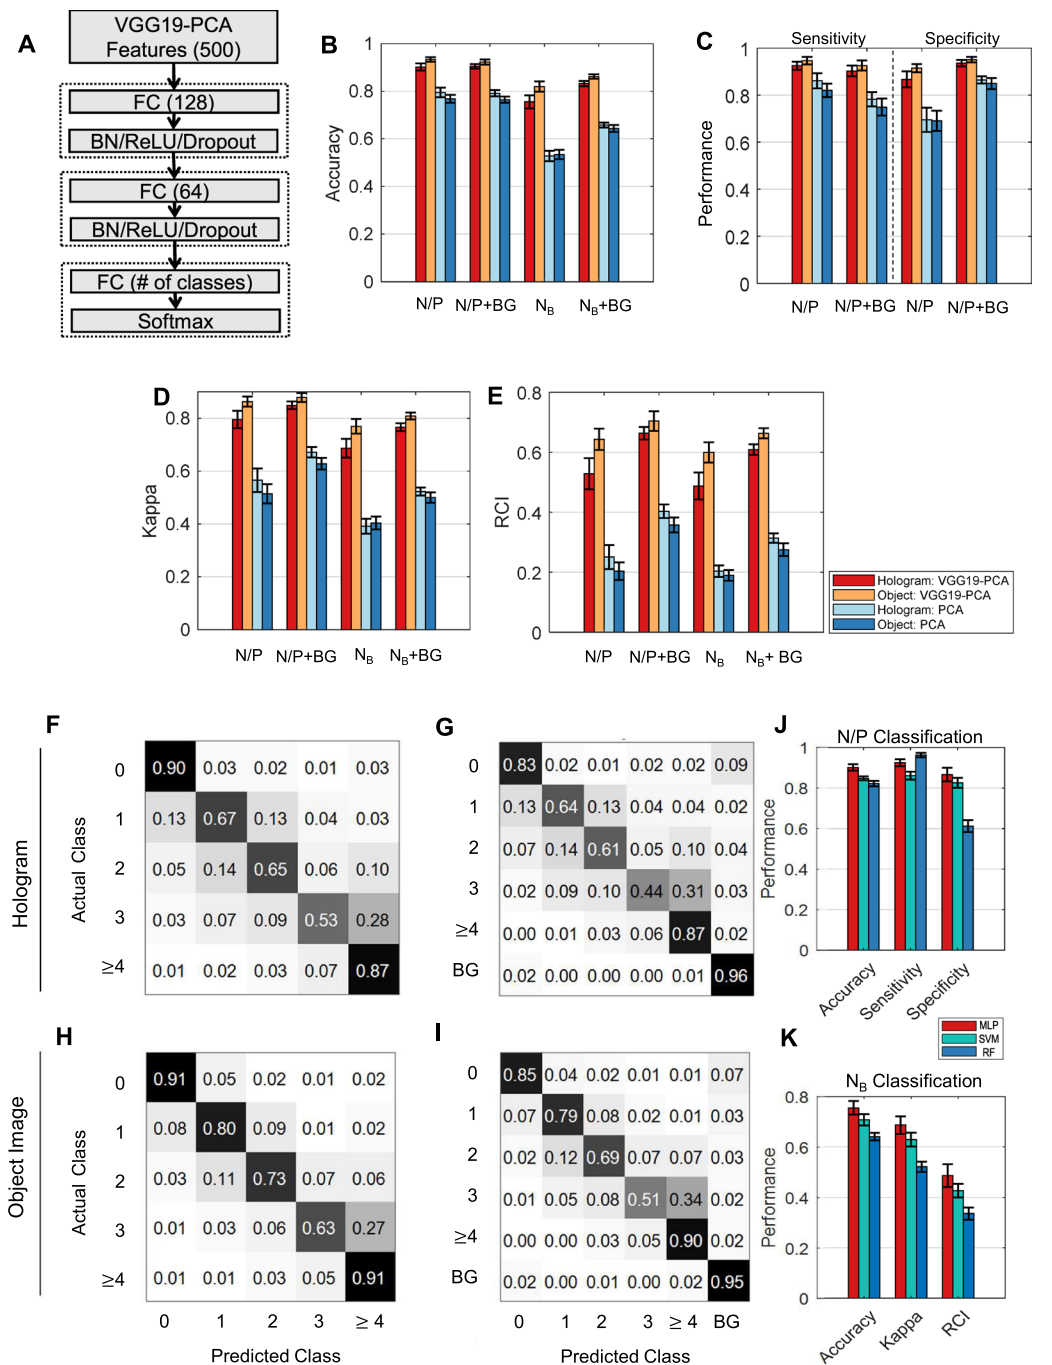 A
VGG19-PCA
Features (500)
FC (128)
BN/ReLU/Dropout
FC (64)
BN/ReLU/Dropout
FC (# of classes)
Softmax
B
Accuracy
1
0.8
0.6
0.4
0.2
0
N/P N/P+BG N_B N_B+BG
C
Sensitivity Specificity
Performance
1
0.8
0.6
0.4
0.2
0
N/P N/P+BG N/P N/P+BG
D
Kappa
0.8
0.6
0.4
0.2
0
N/P N/P+BG N_B N_B+BG
E
RCI
0.8
0.6
0.4
0.2
0
N/P N/P+BG N_B N_B+ BG
Hologram: VGG19-PCA
Object: VGG19-PCA
Hologram: PCA
Object: PCA
Hologram
F
Actual Class
0 0.90 0.03 0.02 0.01 0.03
1 0.13 0.67 0.13 0.04 0.03
2 0.05 0.14 0.65 0.06 0.10
3 0.03 0.07 0.09 0.53 0.28
≥4 0.01 0.02 0.03 0.07 0.87
G
0 0.83 0.02 0.01 0.02 0.02 0.09
1 0.13 0.64 0.13 0.04 0.04 0.02
2 0.07 0.14 0.61 0.05 0.10 0.04
3 0.02 0.09 0.10 0.44 0.31 0.03
≥4 0.00 0.01 0.03 0.06 0.87 0.02
BG 0.02 0.00 0.00 0.00 0.01 0.96
Object Image
H
Actual Class
0 0.91 0.05 0.02 0.01 0.02
1 0.08 0.80 0.09 0.01 0.02
2 0.03 0.11 0.73 0.07 0.06
3 0.01 0.03 0.06 0.63 0.27
≥4 0.01 0.01 0.03 0.05 0.91
0 1 2 3 ≥ 4
Predicted Class
I
0 0.85 0.04 0.02 0.01 0.01 0.07
1 0.07 0.79 0.08 0.02 0.01 0.03
2 0.02 0.12 0.69 0.07 0.07 0.03
3 0.01 0.05 0.08 0.51 0.34 0.02
≥4 0.00 0.00 0.03 0.05 0.90 0.02
BG 0.02 0.00 0.01 0.00 0.02 0.95
0 1 2 3 ≥ 4 BG
Predicted Class
J
N/P Classification
Performance
1
0.8
0.6
0.4
0.2
0
Accuracy Sensitivity Specificity
MLP
SVM
RF
K
N_B Classification
Performance
0.8
0.6
0.4
0.2
0
Accuracy Kappa RCI